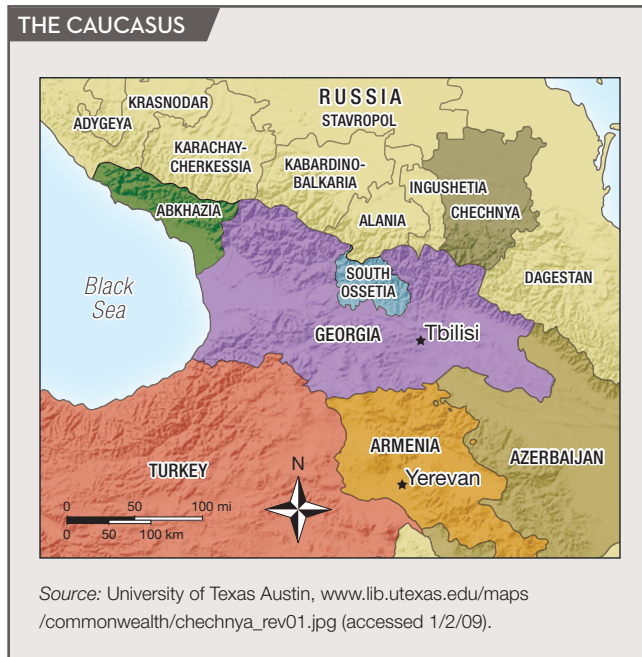 THE CAUCASUS
RUSSIA
KRASNODAR
ADYGEYA
STAVROPOL
KARACHAY-
CHERKESSIA
KABARDINO-
BALKARIA
INGUSHETIA
CHECHNYA
ABKHAZIA
ALANIA
DAGESTAN
SOUTH
OSSETIA
Black
Sea
GEORGIA
Tbilisi
ARMENIA
AZERBAIJAN
TURKEY
N
Yerevan
0 50 100 mi
0 50 100 km
Source: University of Texas Austin, www.lib.utexas.edu/maps
/commonwealth/chechnya_rev01.jpg (accessed 1/2/09).